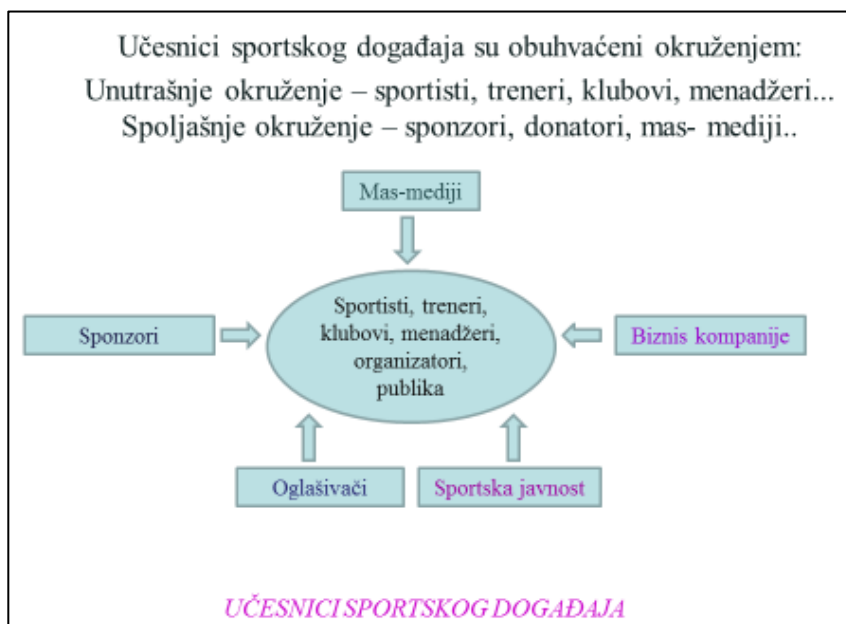 Učesnici sportskog događaja su obuhvaćeni okruženjem:
Unutrašnje okruženje – sportisti, treneri, klubovi, menadžeri...
Spoljašnje okruženje – sponzori, donatori, mas- mediji..
Mas-mediji
Sportisti, treneri,
klubovi, menadžeri,
organizatori,
publika
Sponzori
Biznis kompanije
Oglašivači
Sportska javnost
UČESNICI SPORTSKOG DOGAĐAJA